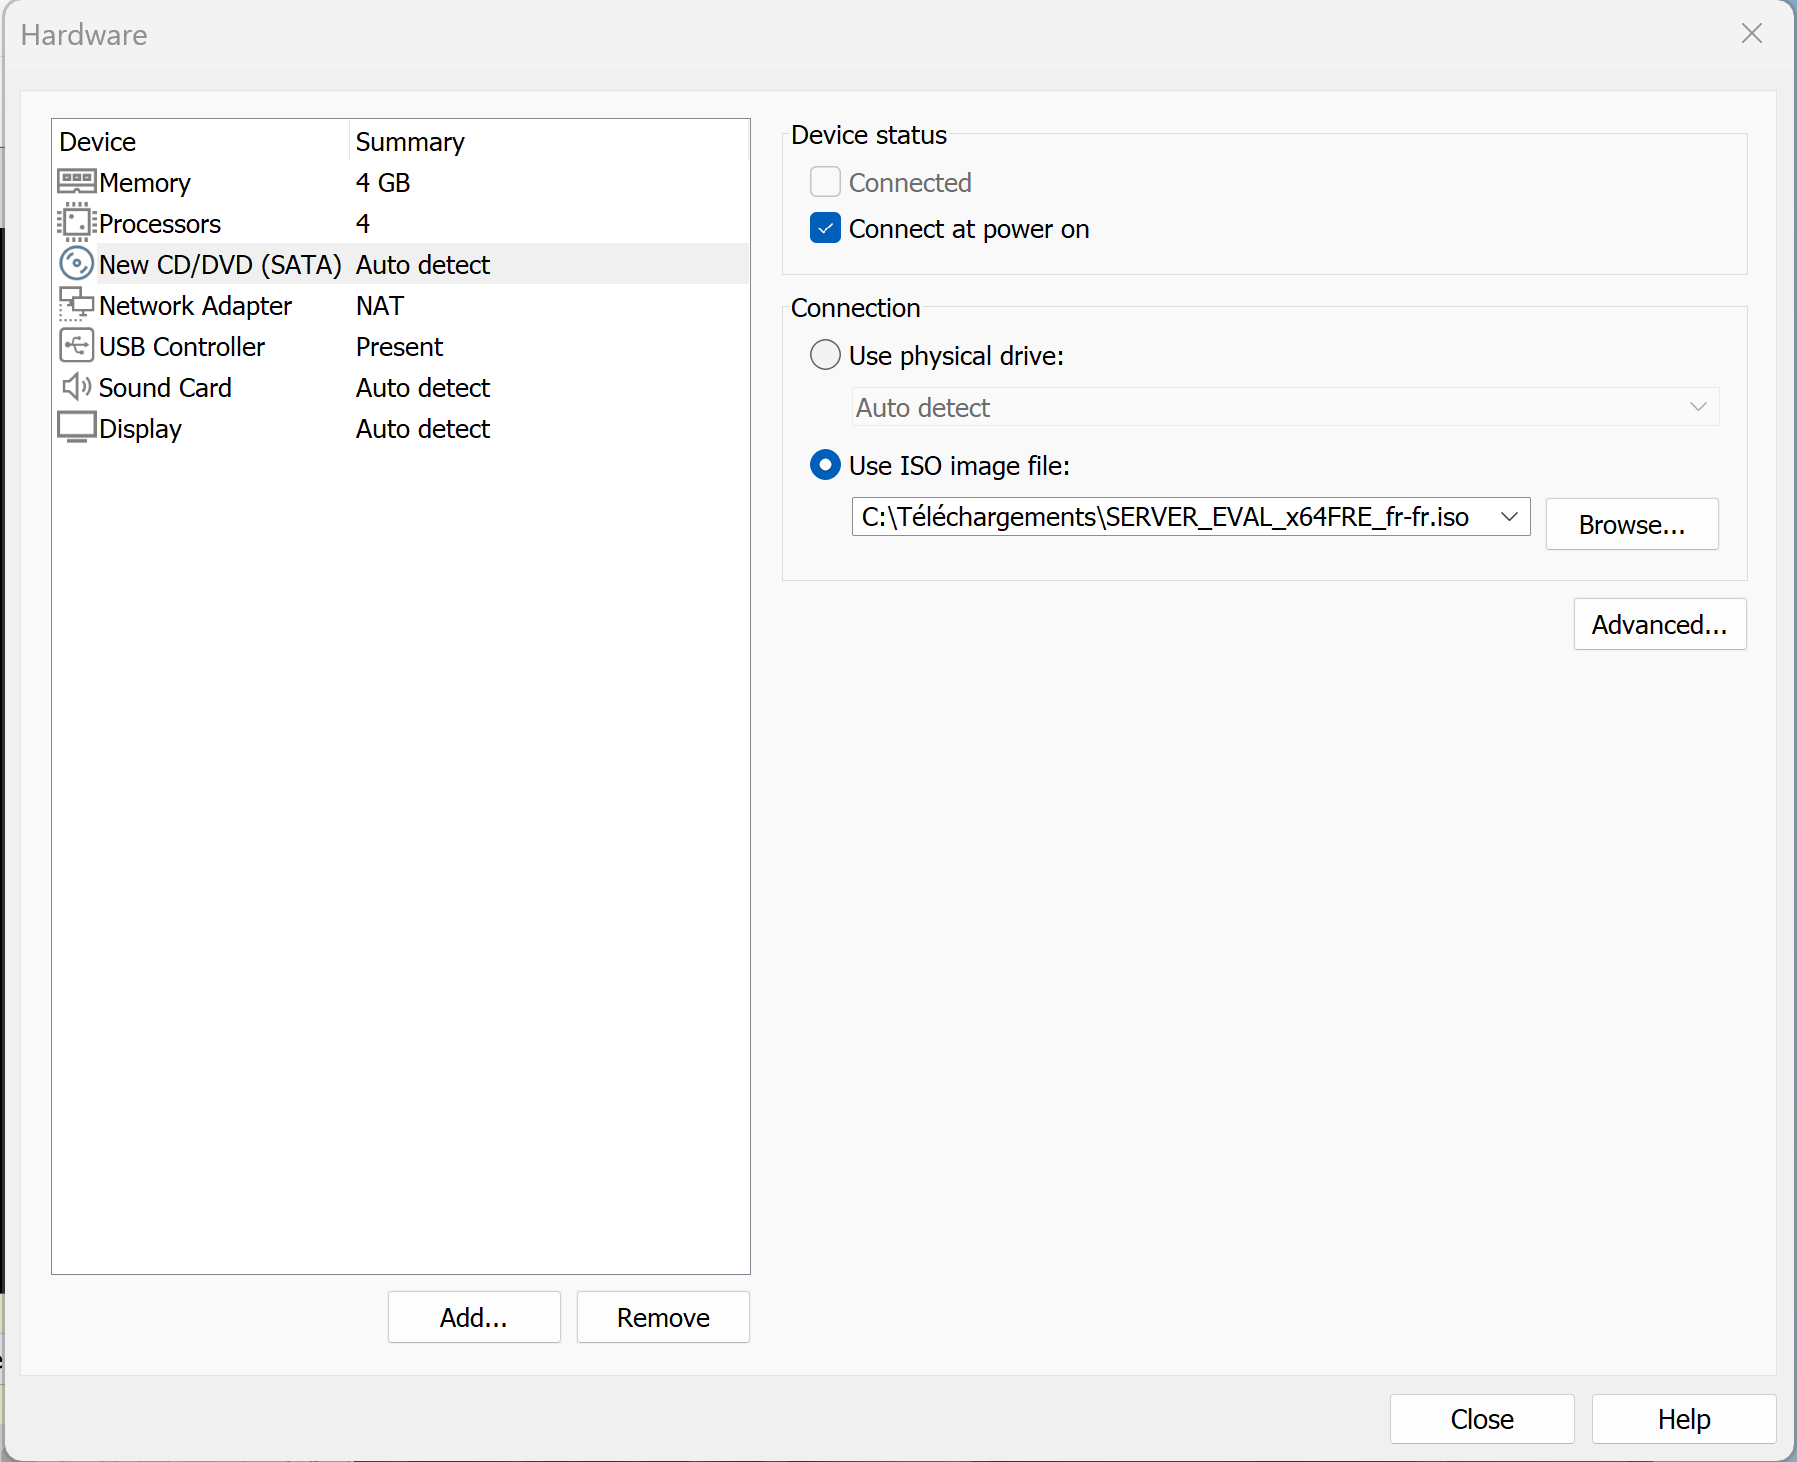 Hardware
Device Summary
Memory 4 GB
Processors 4
New CD/DVD (SATA) Auto detect
Network Adapter NAT
USB Controller Present
Sound Card Auto detect
Display Auto detect
Add...
Remove
Device status
Connected
Connect at power on
Connection
Use physical drive:
Auto detect
Use ISO image file:
C:\Téléchargements\SERVER_EVAL_x64FRE_fr-fr.iso
Browse...
Advanced...
Close
Help